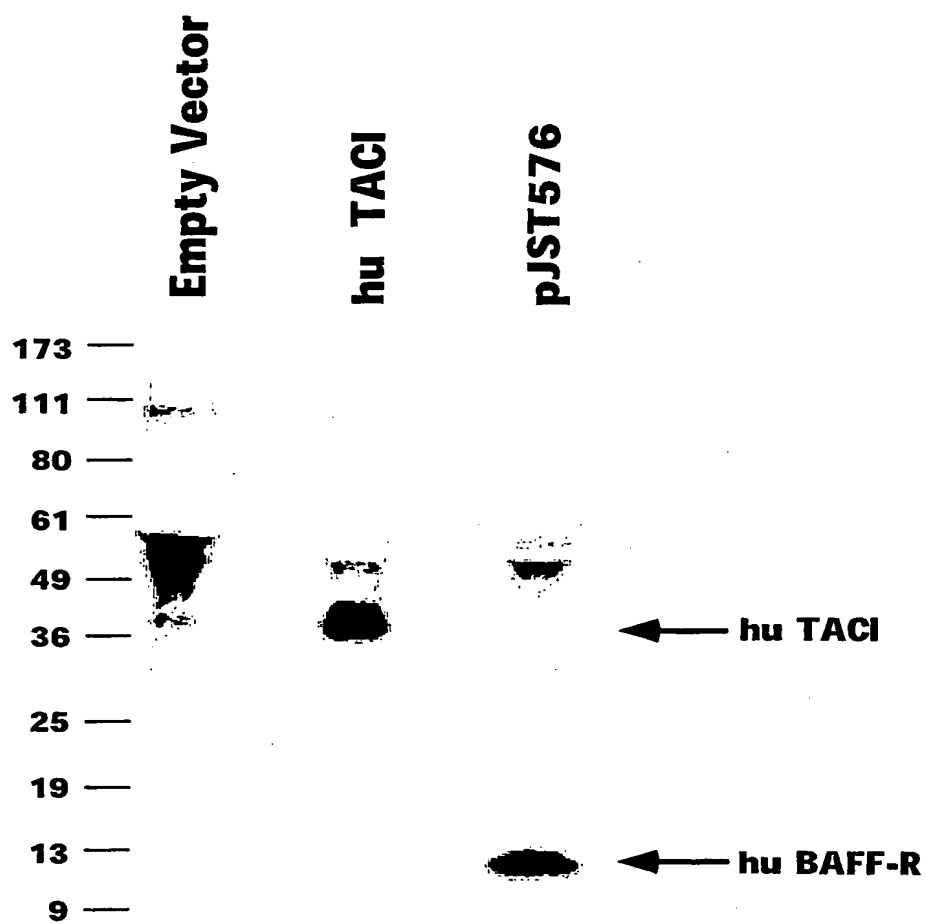 Empty Vector
hu TACI
pJST576
173
111
80
61
49
36
25
19
13
9
hu TACI
hu BAFF-R